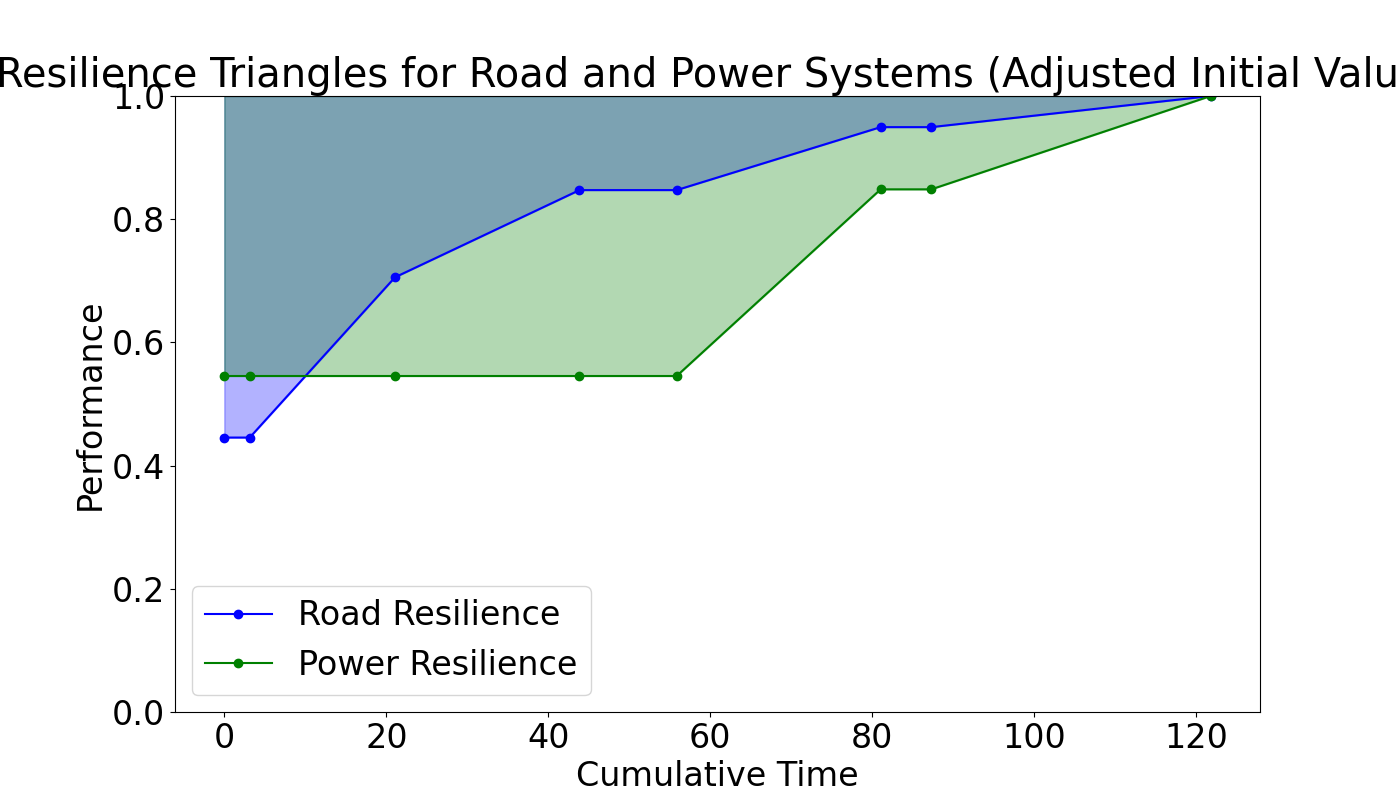 Resilience Triangles for Road and Power Systems (Adjusted Initial Valu
1.0
0.8
0.6
0.4
0.2
0.0
Performance
Road Resilience
Power Resilience
0 20 40 60 80 100 120
Cumulative Time